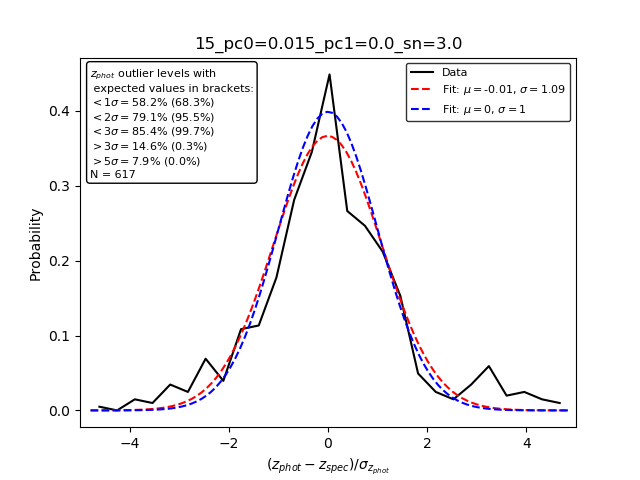 15_pc0=0.015_pc1=0.0_sn=3.0
z_phot outlier levels with
expected values in brackets:
< 1σ = 58.2% (68.3%)
< 2σ = 79.1% (95.5%)
< 3σ = 85.4% (99.7%)
> 3σ = 14.6% (0.3%)
> 5σ = 7.9% (0.0%)
N = 617
Data
Fit: μ = -0.01, σ = 1.09
Fit: μ = 0, σ = 1
Probability
0.4
0.3
0.2
0.1
0.0
−4 −2 0 2 4
(z_phot − z_spec)/σ_z_phot